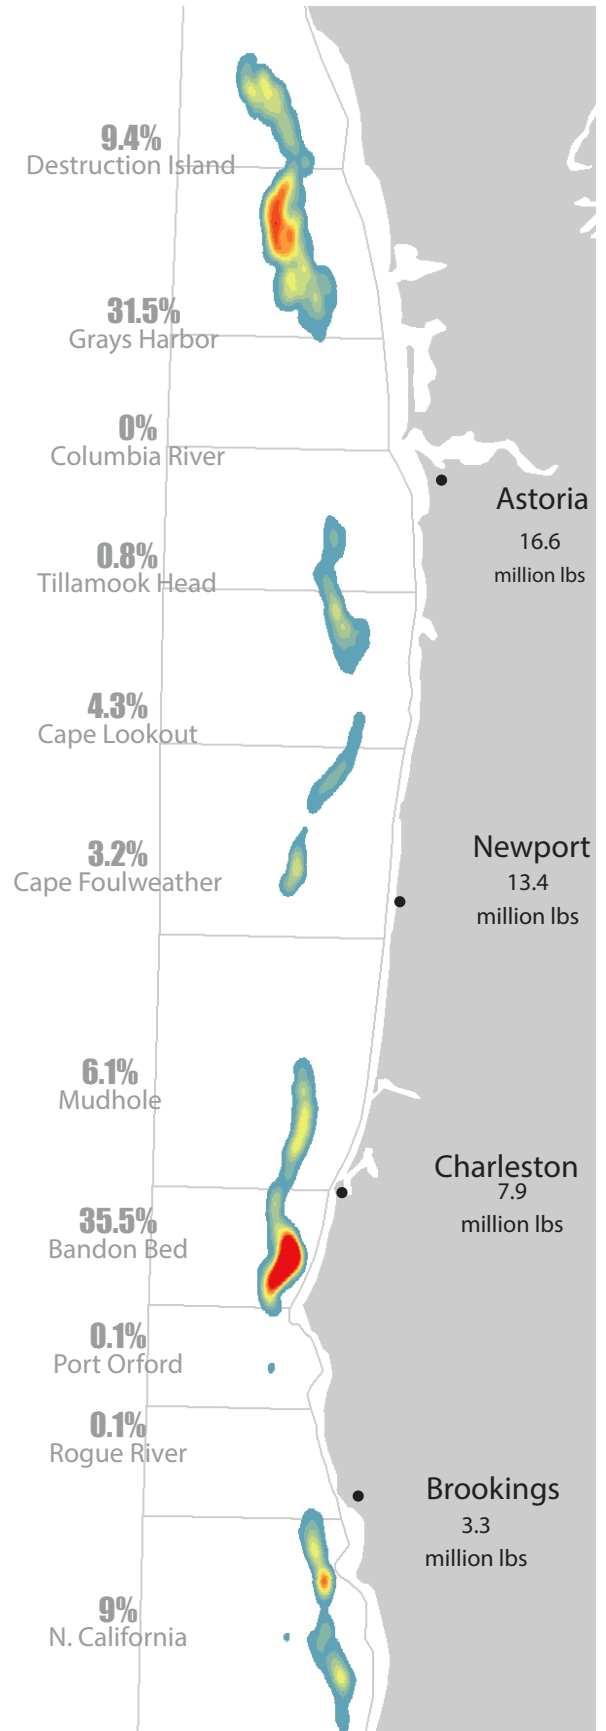 9.4%
Destruction Island
31.5%
Grays Harbor
0%
Columbia River
Astoria
16.6
million lbs
0.8%
Tillamook Head
4.3%
Cape Lookout
3.2%
Cape Foulweather
Newport
13.4
million lbs
6.1%
Mudhole
Charleston
7.9
million lbs
35.5%
Bandon Bed
0.1%
Port Orford
0.1%
Rogue River
Brookings
3.3
million lbs
9%
N. California